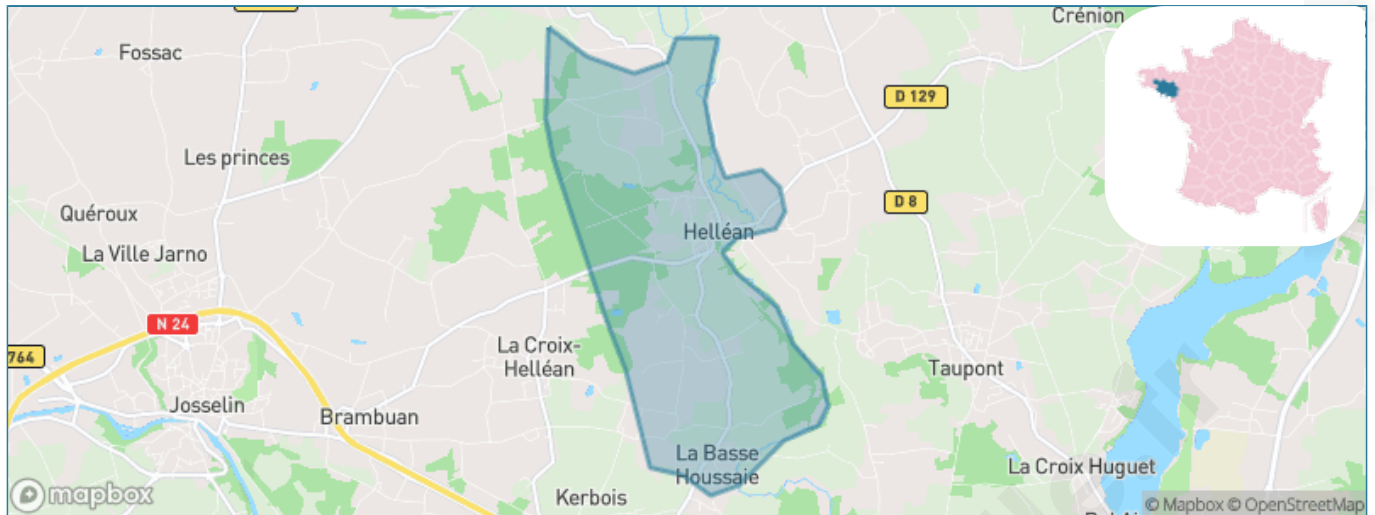 Crénion
Fossac
D 129
Les princes
D 8
Quéroux
Helléan
La Ville Jarno
N 24
La Croix-
Helléan
764
Taupont
Josselin
Brambuan
La Basse
Houssaie
La Croix Huguet
Kerbois
mapbox
© Mapbox © OpenStreetMap